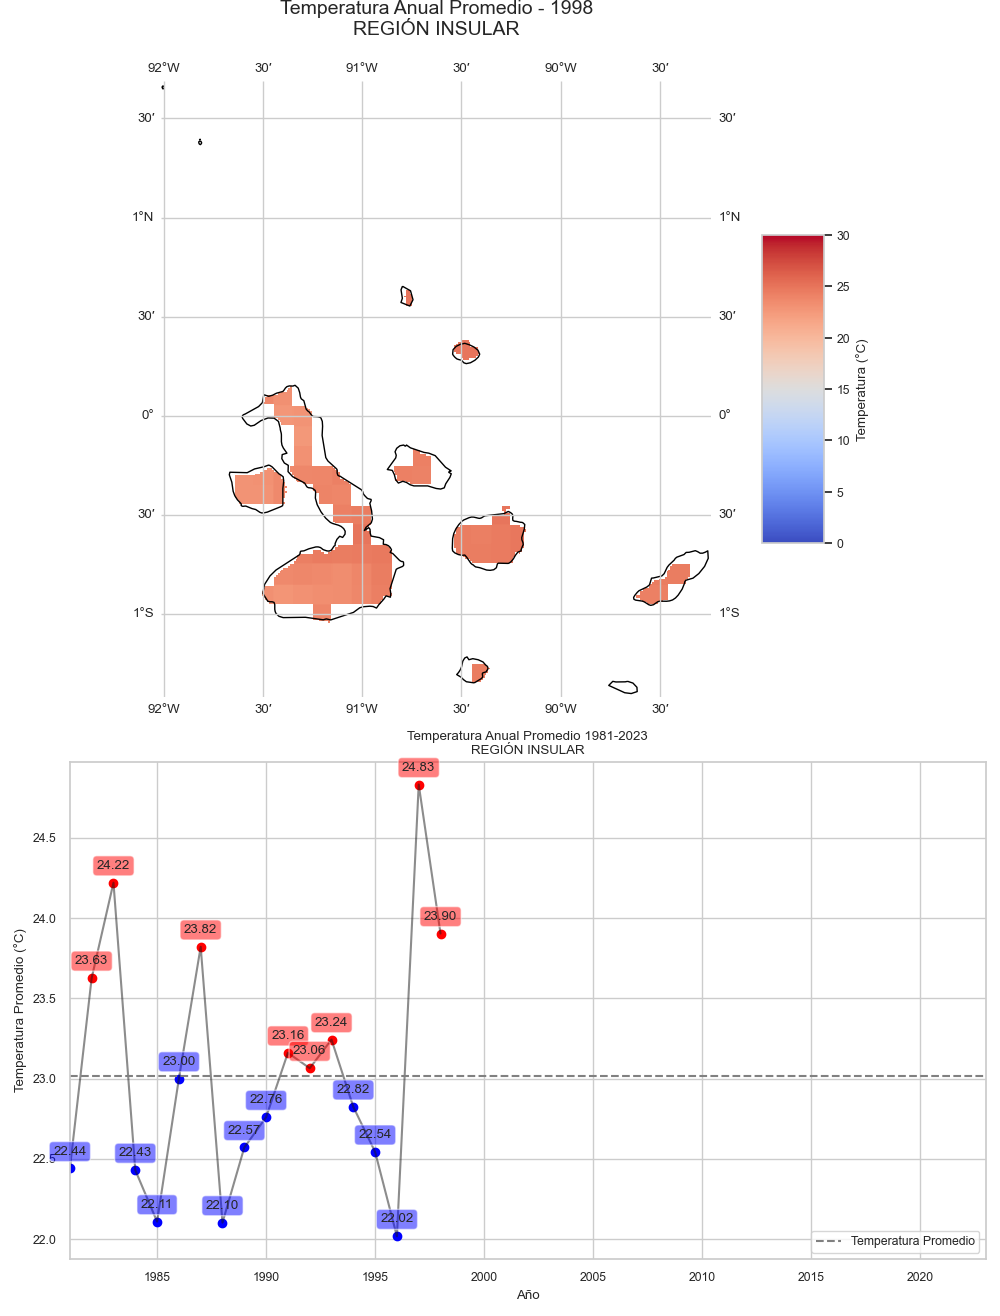 Temperatura Anual Promedio - 1998
REGIÓN INSULAR
92°W 30′ 91°W 30′ 90°W 30′
30′ 30′
1°N 1°N
30′ 30′
0° 0°
30′ 30′
1°S 1°S
92°W 30′ 91°W 30′ 90°W 30′
30
25
20
15
10
5
0
Temperatura (°C)
Temperatura Anual Promedio 1981-2023
REGIÓN INSULAR
Temperatura Promedio (°C)
24.5
24.0
23.5
23.0
22.5
22.0
22.44
23.63
24.22
22.43
22.11
23.00
23.82
22.10
22.57
22.76
23.16
23.06
23.24
22.82
22.54
22.02
24.83
23.90
Temperatura Promedio
1985 1990 1995 2000 2005 2010 2015 2020
Año